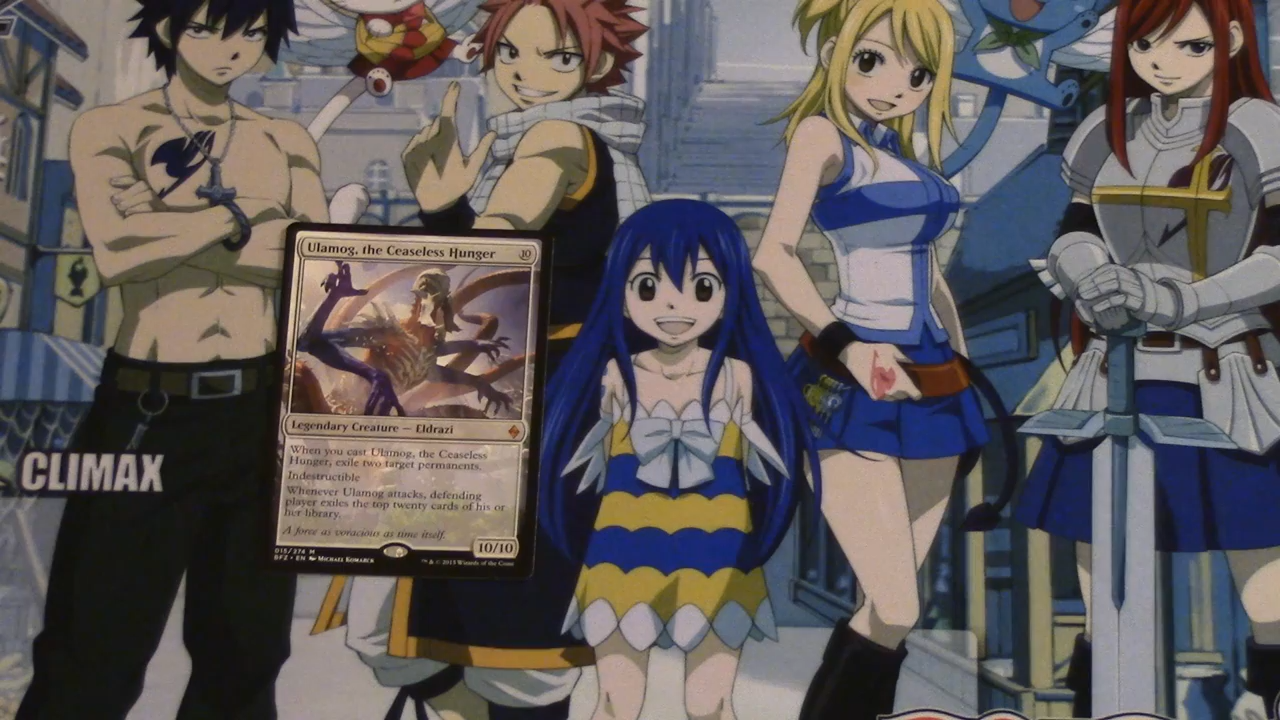 Ulamog, the Ceaseless Hunger 10
Legendary Creature — Eldrazi
When you cast Ulamog, the Ceaseless
Hunger, exile two target permanents.
Indestructible
Whenever Ulamog attacks, defending
player exiles the top twenty cards of his or
her library.
A force as voracious as time itself.
10/10
015/274 M
BFZ • EN Michael Komarck
™ & © 2015 Wizards of the Coast
CLIMAX